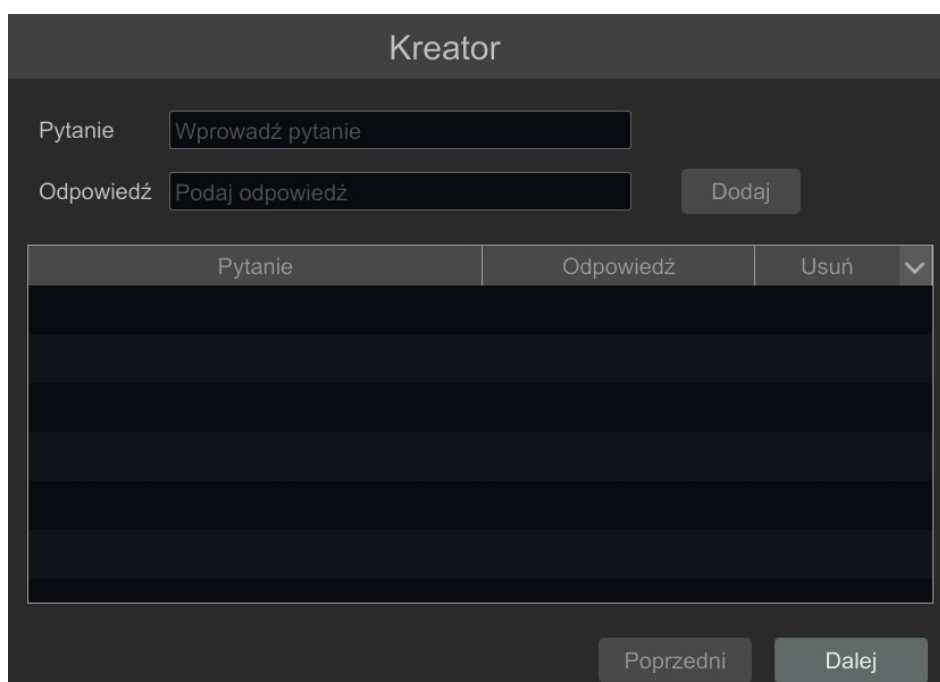 Kreator
Pytanie Wprowadź pytanie
Odpowiedź Podaj odpowiedź Dodaj
Pytanie Odpowiedź Usuń
Poprzedni Dalej